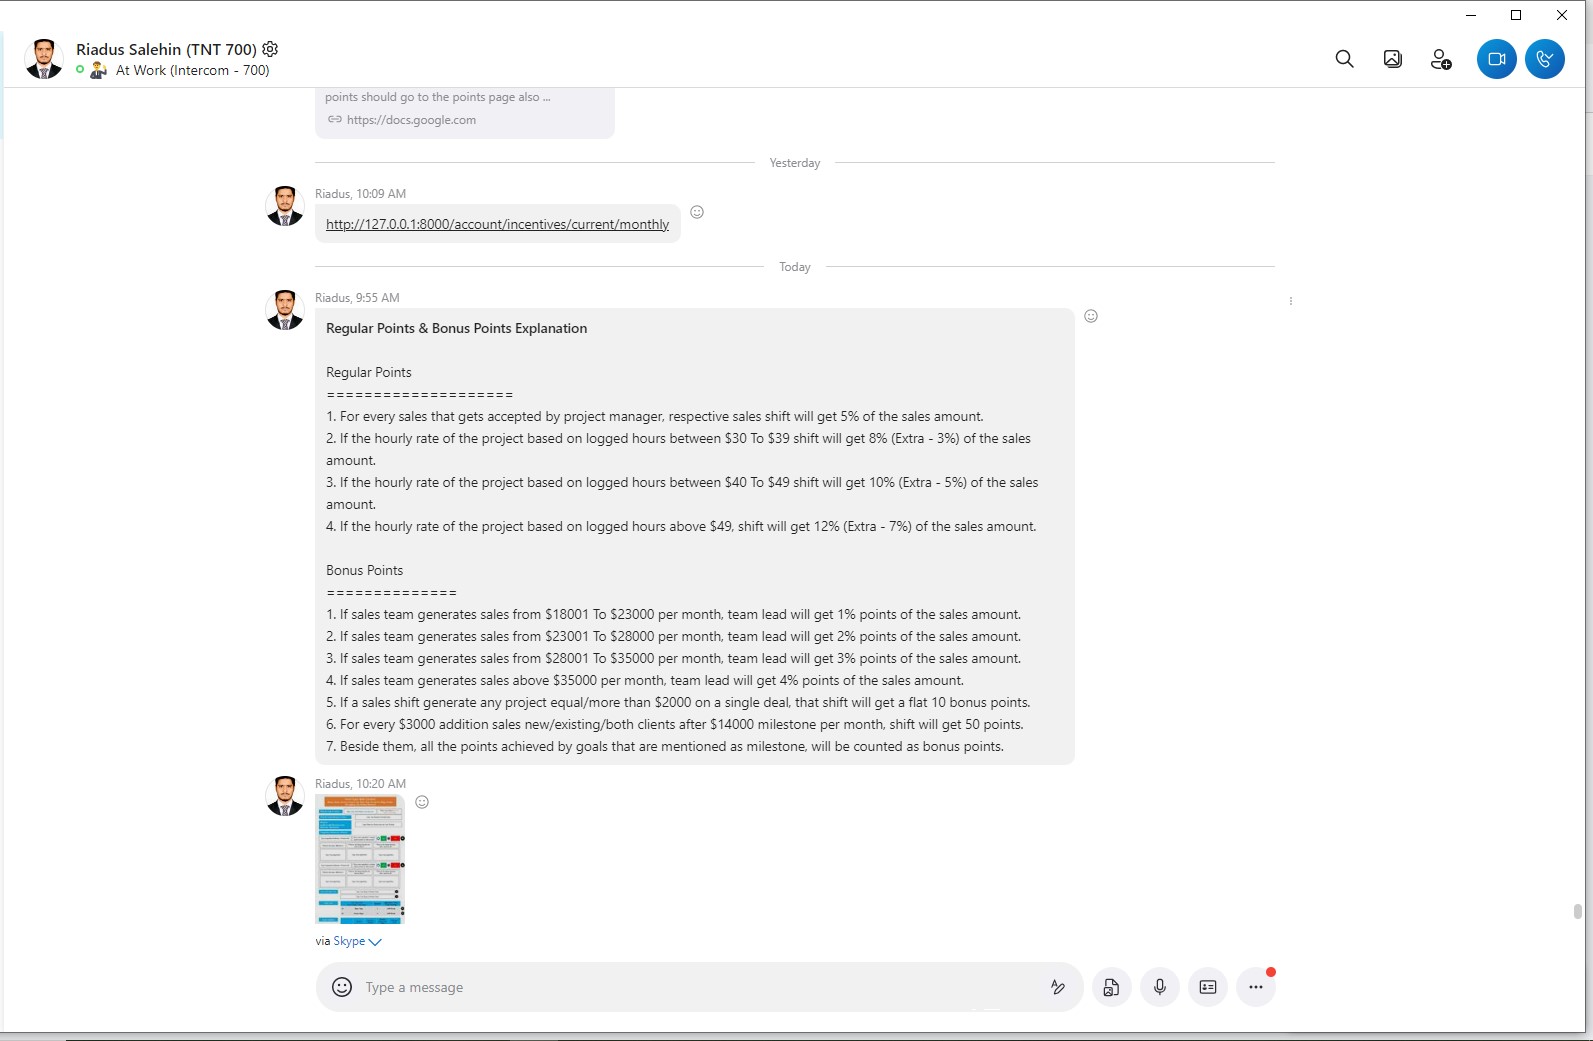 Riadus Salehin (TNT 700)
At Work (Intercom - 700)
points should go to the points page also ...
https://docs.google.com
Yesterday
Riadus, 10:09 AM
http://127.0.0.1:8000/account/incentives/current/monthly
Today
Riadus, 9:55 AM
Regular Points & Bonus Points Explanation
Regular Points
====================
1. For every sales that gets accepted by project manager, respective sales shift will get 5% of the sales amount.
2. If the hourly rate of the project based on logged hours between $30 To $39 shift will get 8% (Extra - 3%) of the sales
amount.
3. If the hourly rate of the project based on logged hours between $40 To $49 shift will get 10% (Extra - 5%) of the sales
amount.
4. If the hourly rate of the project based on logged hours above $49, shift will get 12% (Extra - 7%) of the sales amount.
Bonus Points
==============
1. If sales team generates sales from $18001 To $23000 per month, team lead will get 1% points of the sales amount.
2. If sales team generates sales from $23001 To $28000 per month, team lead will get 2% points of the sales amount.
3. If sales team generates sales from $28001 To $35000 per month, team lead will get 3% points of the sales amount.
4. If sales team generates sales above $35000 per month, team lead will get 4% points of the sales amount.
5. If a sales shift generate any project equal/more than $2000 on a single deal, that shift will get a flat 10 bonus points.
6. For every $3000 addition sales new/existing/both clients after $14000 milestone per month, shift will get 50 points.
7. Beside them, all the points achieved by goals that are mentioned as milestone, will be counted as bonus points.
Riadus, 10:20 AM
via Skype
Type a message